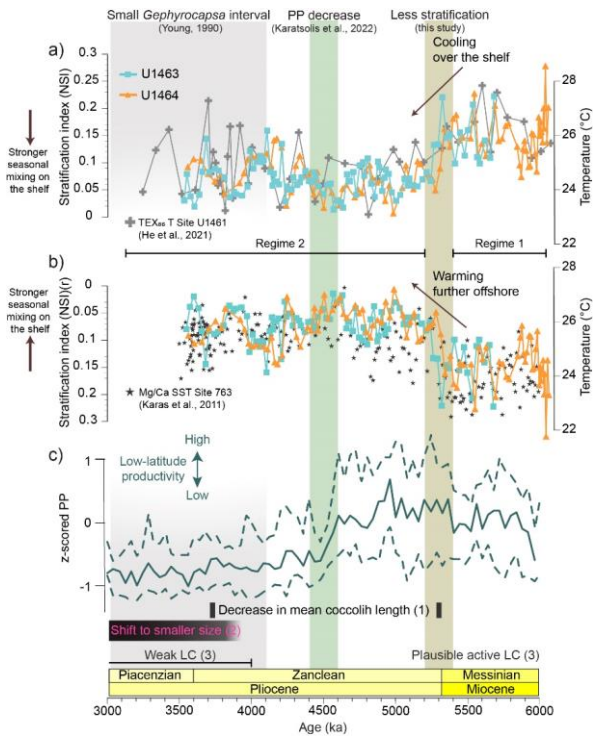 Small Gephyrocapsa interval
(Young, 1990)
PP decrease
(Karatsolis et al., 2022)
Less stratification
(this study)
a)
0.3
0.25
0.2
0.15
0.1
0.05
0
Stratification index (NSI)
Stronger
seasonal
mixing on
the shelf
U1463
U1464
Cooling
over the shelf
28
26
24
22
Temperature (°C)
TEX₈₆ T Site U1461
(He et al., 2021)
Regime 2
Regime 1
b)
0
0.05
0.1
0.15
0.2
0.3
Stratification index (NSI)(r)
Stronger
seasonal
mixing on
the shelf
Warming
further offshore
28
26
24
22
Temperature (°C)
Mg/Ca SST Site 763
(Karas et al., 2011)
c)
High
Low-latitude
productivity
Low
1
0
-1
z-scored PP
Decrease in mean coccolih length (1)
Shift to smaller size (2)
Weak LC (3)
Plausible active LC (3)
Piacenzian
Zanclean
Messinian
Pliocene
Miocene
3000
3500
4000
4500
5000
5500
6000
Age (ka)